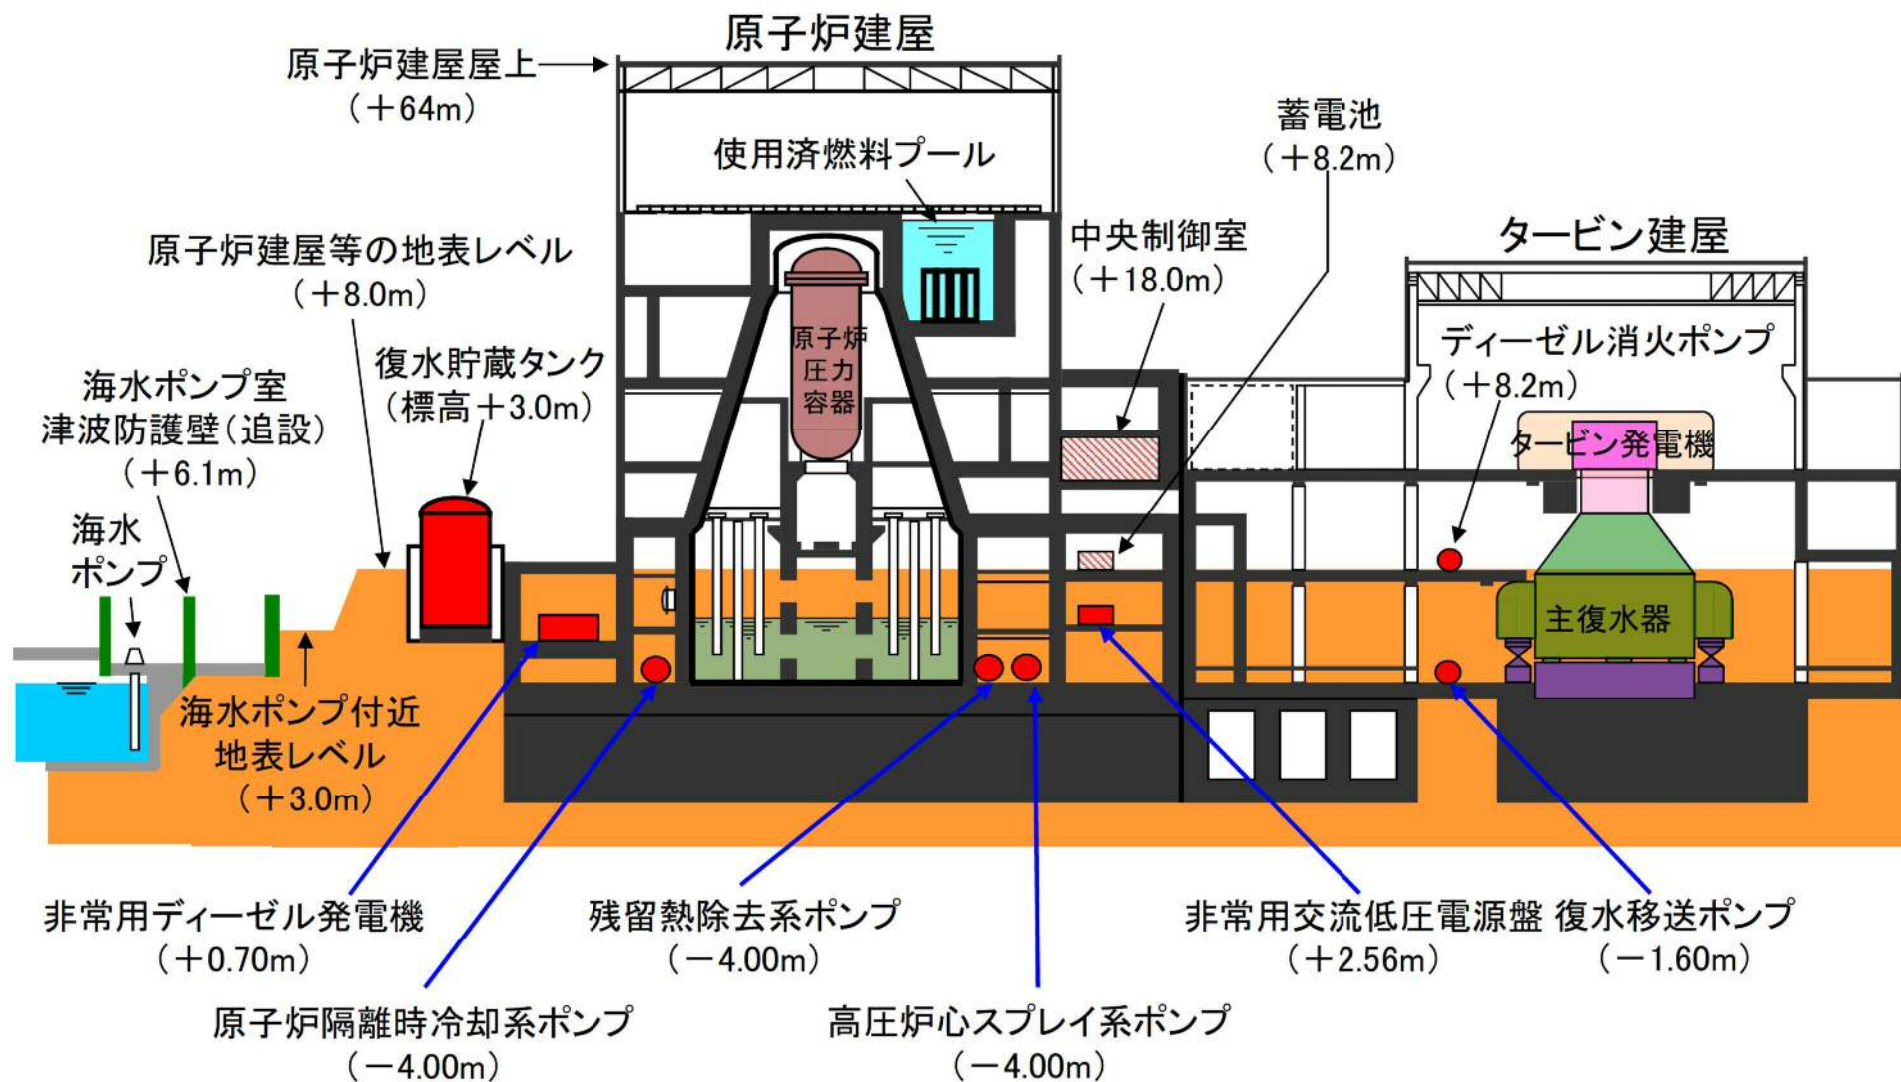 原子炉建屋
原子炉建屋屋上
(＋64m)
蓄電池
(＋8.2m)
使用済燃料プール
中央制御室
(＋18.0m)
タービン建屋
原子炉建屋等の地表レベル
(＋8.0m)
原子炉
圧力
容器
ディーゼル消火ポンプ
(＋8.2m)
復水貯蔵タンク
(標高＋3.0m)
海水ポンプ室
津波防護壁(追設)
(＋6.1m)
タービン発電機
海水
ポンプ
主復水器
海水ポンプ付近
地表レベル
(＋3.0m)
非常用ディーゼル発電機
(＋0.70m)
残留熱除去系ポンプ
(－4.00m)
非常用交流低圧電源盤
(＋2.56m)
復水移送ポンプ
(－1.60m)
原子炉隔離時冷却系ポンプ
(－4.00m)
高圧炉心スプレイ系ポンプ
(－4.00m)